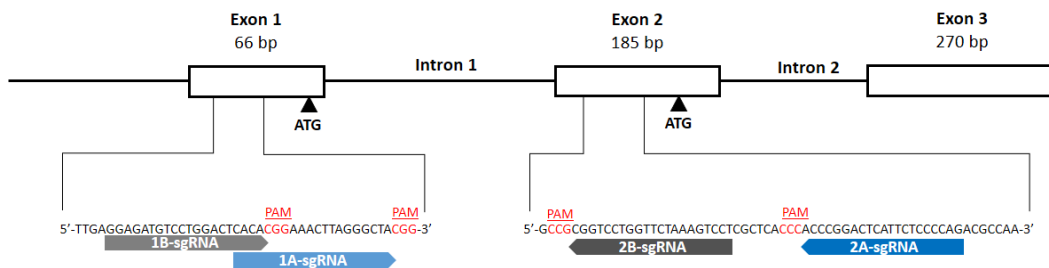 Exon 1
66 bp
Exon 2
185 bp
Exon 3
270 bp
Intron 1
Intron 2
ATG
ATG
PAM
PAM
PAM
PAM
5’-TTGAGGAGATGTCCTGGACTCACACGGAAACTTAGGGCTACGG-3’
5’-GCCGCGGTCCTGGTTCTAAAGTCCTCGCTCACCCACCCGGACTCATTCTCCCCAGACGCCAA-3’
1B-sgRNA
1A-sgRNA
2B-sgRNA
2A-sgRNA